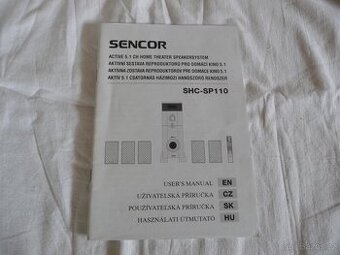 SENCOR
ACTIVE 5.1 CH HOME THEATER SPEAKERSYSTEM
AKTIVNÍ SESTAVA REPRODUKTORŮ PRO DOMÁCÍ KINO 5.1
AKTÍVNA ZOSTAVA REPRODUKTOROV PRE DOMÁCE KINO 5.1
AKTÍV 5.1 CSATORNÁS HÁZIMOZI HANGSZÓRÓ RENDSZER
SHC-SP110
USER'S MANUAL EN
UŽIVATELSKÁ PŘÍRUČKA CZ
POUŽÍVATEĽSKÁ PRÍRUČKA SK
HASZNÁLATI ÚTMUTATÓ HU